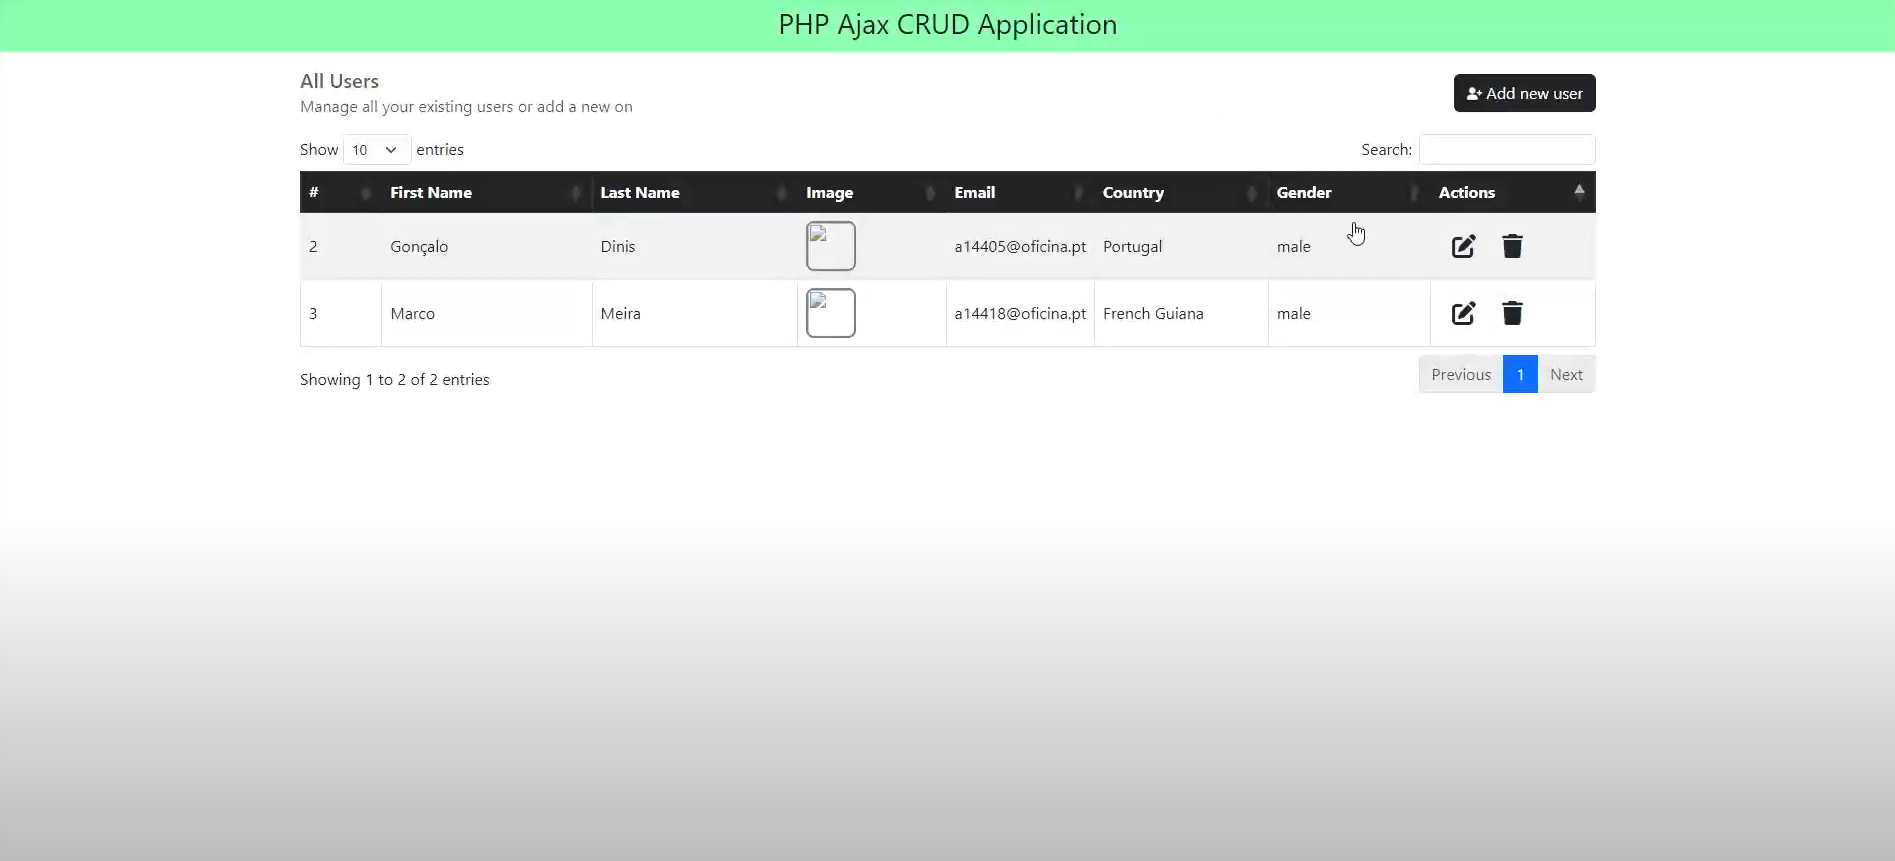 PHP Ajax CRUD Application
All Users
Manage all your existing users or add a new on
Add new user
Show 10 entries
Search:
# First Name Last Name Image Email Country Gender Actions
2 Gonçalo Dinis a14405@oficina.pt Portugal male
3 Marco Meira a14418@oficina.pt French Guiana male
Showing 1 to 2 of 2 entries
Previous 1 Next